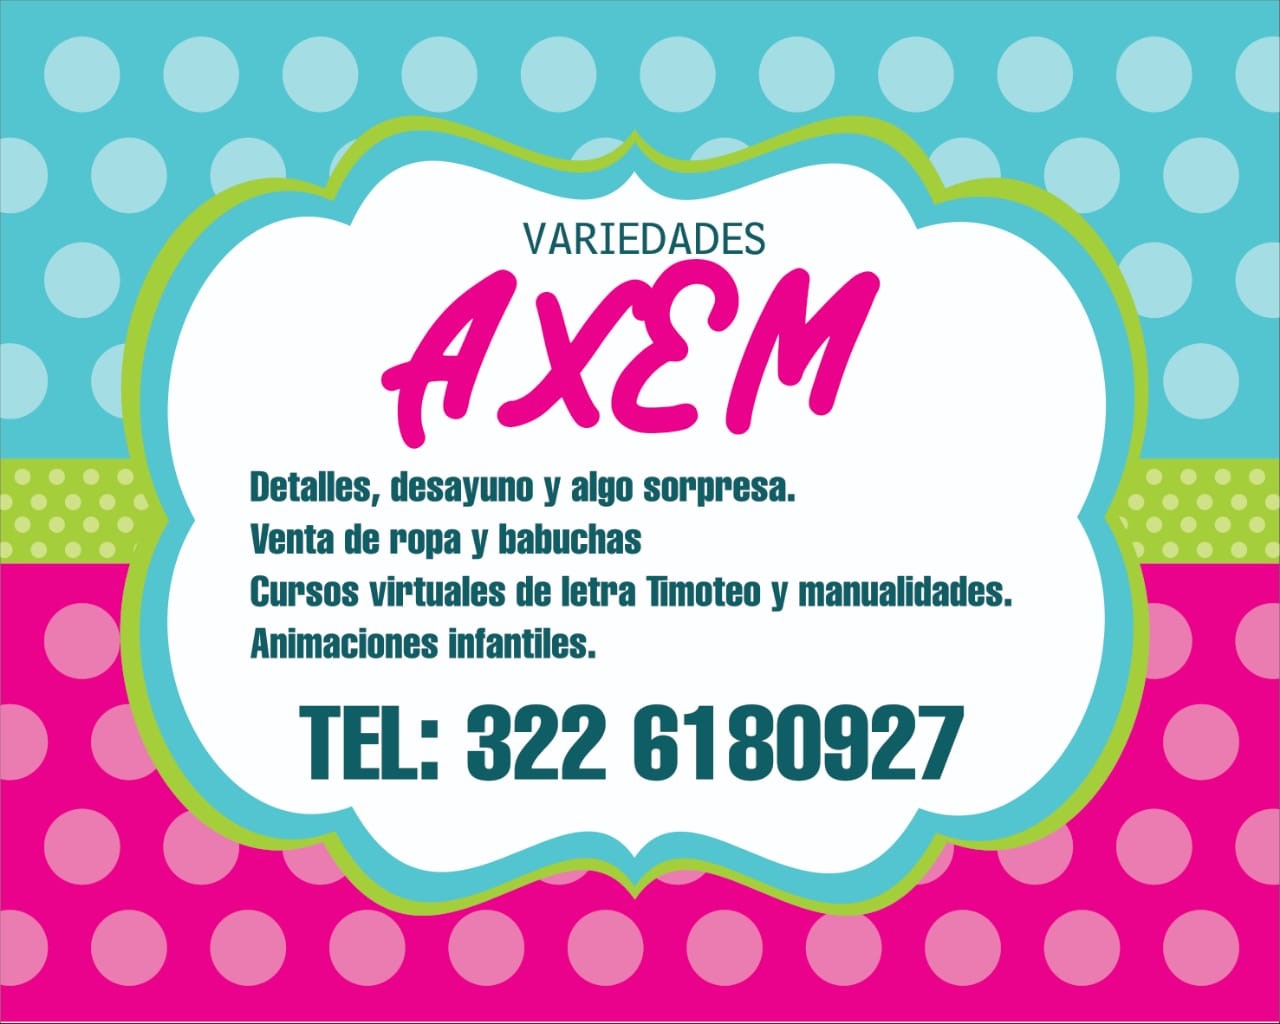 VARIEDADES
AXEM
Detalles, desayuno y algo sorpresa.
Venta de ropa y babuchas
Cursos virtuales de letra Timoteo y manualidades.
Animaciones infantiles.
TEL: 322 6180927